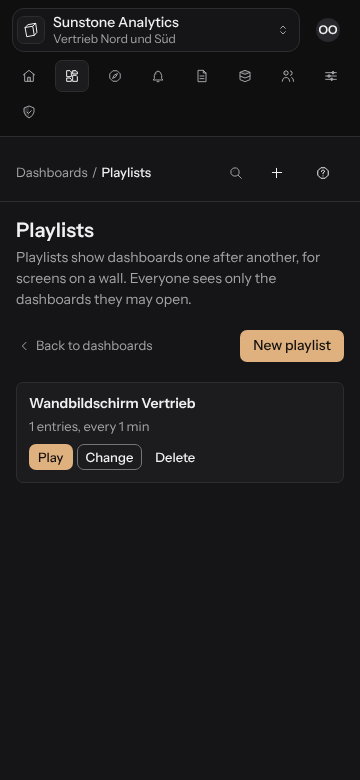 Sunstone Analytics
Vertrieb Nord und Süd
OO
Dashboards / Playlists
Playlists
Playlists show dashboards one after another, for
screens on a wall. Everyone sees only the
dashboards they may open.
Back to dashboards
New playlist
Wandbildschirm Vertrieb
1 entries, every 1 min
Play
Change
Delete